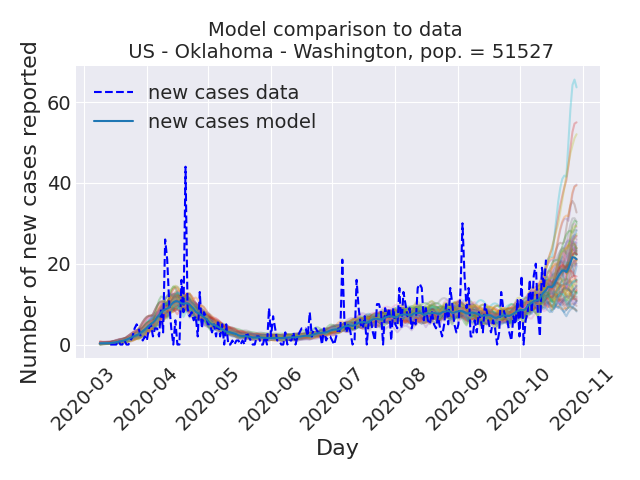 Model comparison to data
US - Oklahoma - Washington, pop. = 51527
Number of new cases reported
60
40
20
0
new cases data
new cases model
2020-03
2020-04
2020-05
2020-06
2020-07
2020-08
2020-09
2020-10
2020-11
Day